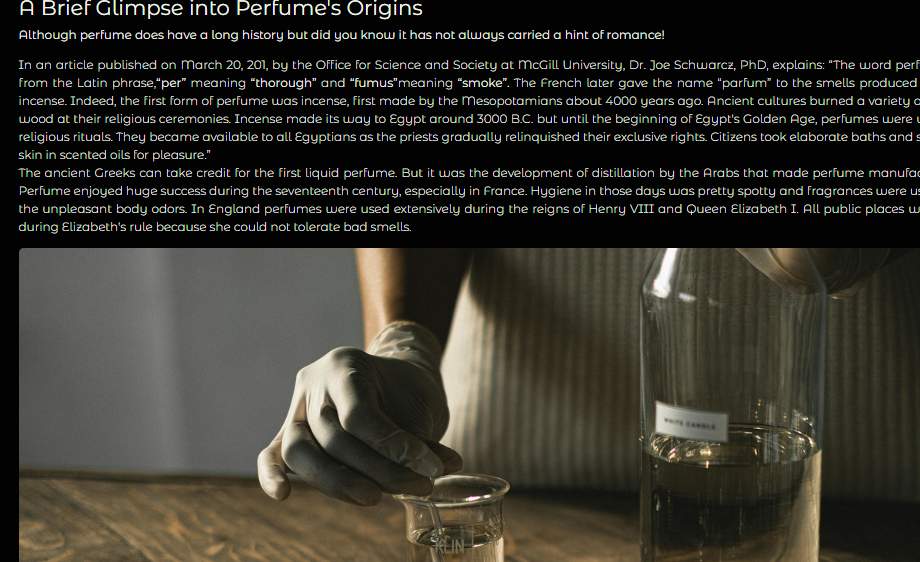 A Brief Glimpse into Perfume's Origins
Although perfume does have a long history but did you know it has not always carried a hint of romance!
In an article published on March 20, 201, by the Office for Science and Society at McGill University, Dr. Joe Schwarcz, PhD, explains: “The word
from the Latin phrase,“per” meaning “thorough” and “fumus”meaning “smoke”. The French later gave the name “parfum” to the smells produced
incense. Indeed, the first form of perfume was incense, first made by the Mesopotamians about 4000 years ago. Ancient cultures burned a variety
wood at their religious ceremonies. Incense made its way to Egypt around 3000 B.C. but until the beginning of Egypt's Golden Age, perfumes were
religious rituals. They became available to all Egyptians as the priests gradually relinquished their exclusive rights. Citizens took elaborate baths and
skin in scented oils for pleasure.”
The ancient Greeks can take credit for the first liquid perfume. But it was the development of distillation by the Arabs that made perfume
Perfume enjoyed huge success during the seventeenth century, especially in France. Hygiene in those days was pretty spotty and fragrances were
the unpleasant body odors. In England perfumes were used extensively during the reigns of Henry VIII and Queen Elizabeth I. All public places
during Elizabeth's rule because she could not tolerate bad smells.
WHITE CANDLE
KLIN